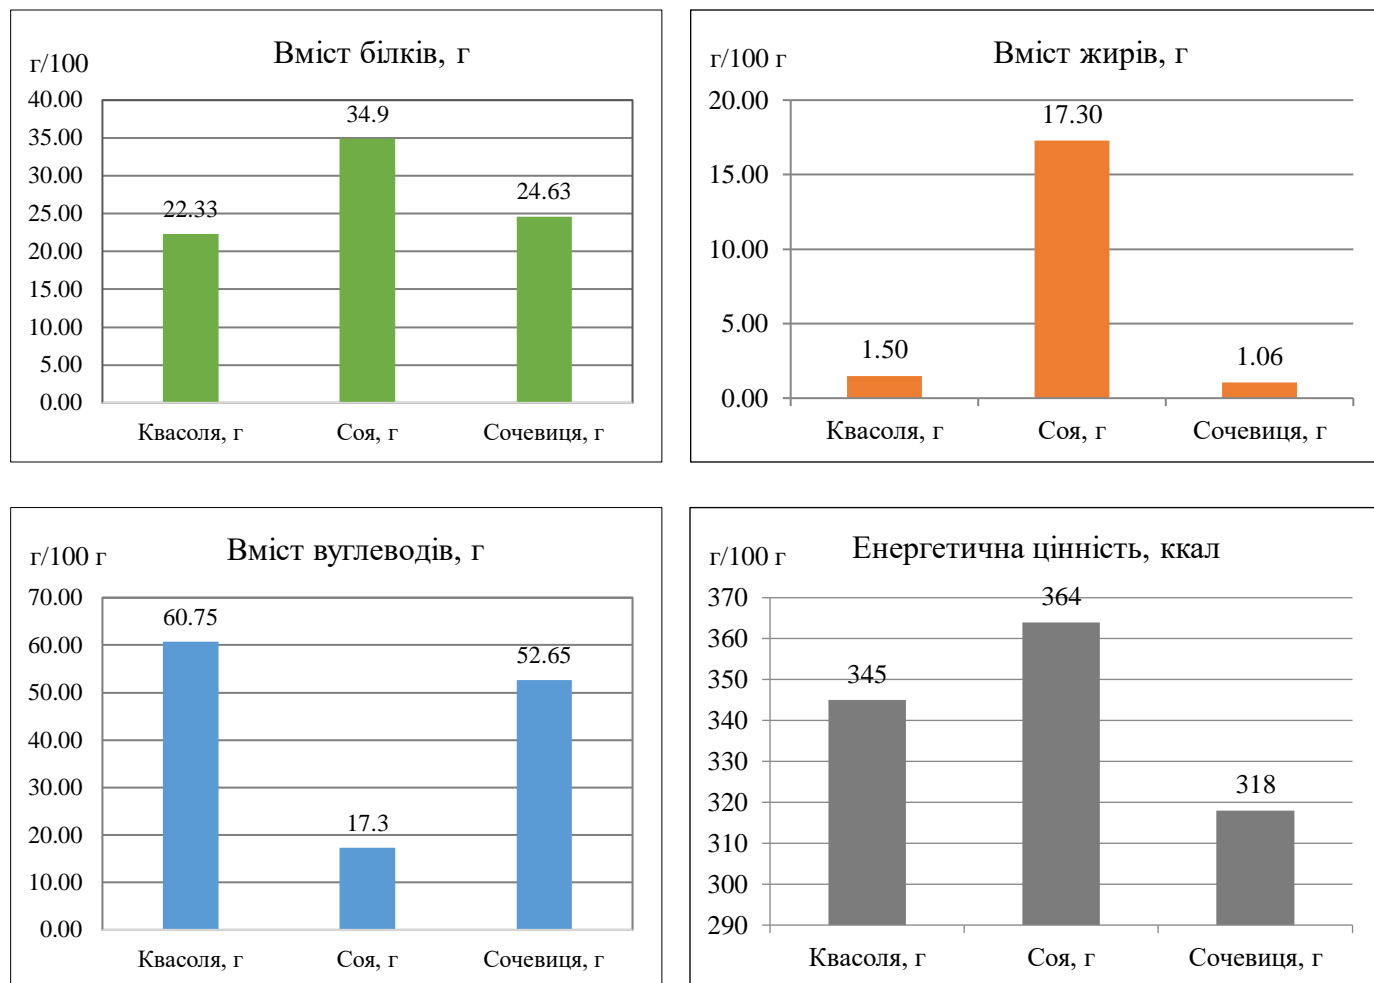 Вміст білків, г
г/100
40.00
35.00
30.00
25.00
20.00
15.00
10.00
5.00
0.00
22.33
34.9
24.63
Квасоля, г
Соя, г
Сочевиця, г
Вміст жирів, г
г/100 г
20.00
15.00
10.00
5.00
0.00
1.50
17.30
1.06
Квасоля, г
Соя, г
Сочевиця, г
Вміст вуглеводів, г
г/100 г
70.00
60.00
50.00
40.00
30.00
20.00
10.00
0.00
60.75
17.3
52.65
Квасоля, г
Соя, г
Сочевиця, г
Енергетична цінність, ккал
г/100 г
370
360
350
340
330
320
310
300
290
345
364
318
Квасоля, г
Соя, г
Сочевиця, г